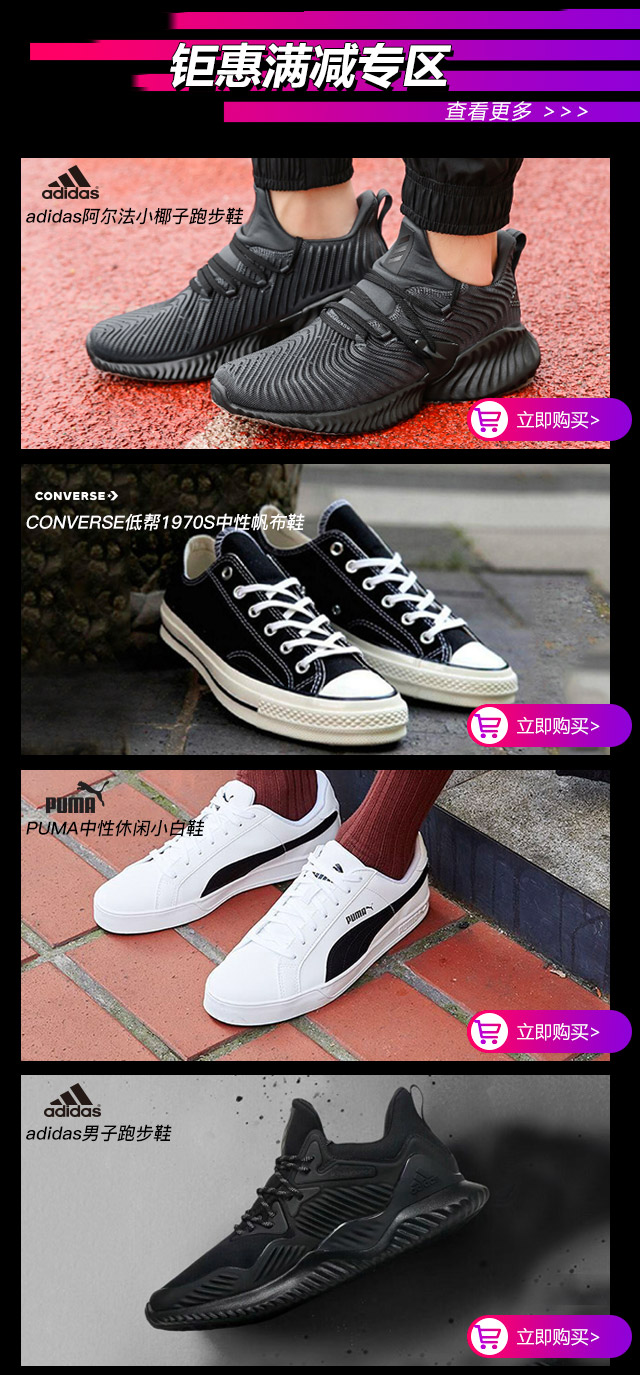 钜惠满减专区
查看更多 >>>
adidas
adidas阿尔法小椰子跑步鞋
立即购买>
CONVERSE
CONVERSE低帮1970S中性帆布鞋
立即购买>
PUMA
PUMA中性休闲小白鞋
PUMA
立即购买>
adidas
adidas男子跑步鞋
立即购买>